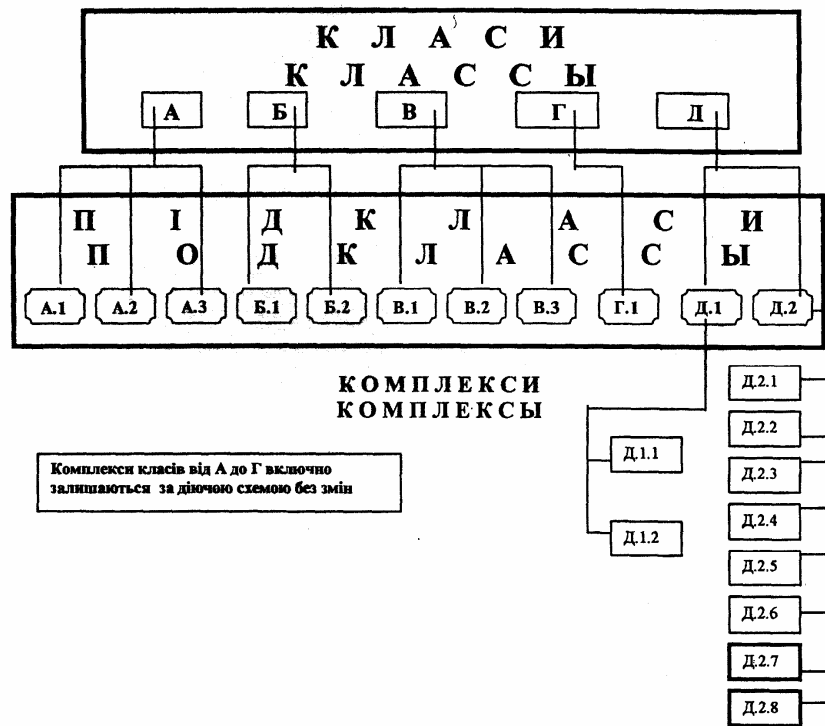 К Л А С И
К Л А С С Ы
А Б В Г Д
П І Д К Л А С И
П О Д К Л А С С Ы
А.1 А.2 А.3 Б.1 Б.2 В.1 В.2 В.3 Г.1 Д.1 Д.2
КОМПЛЕКСИ
КОМПЛЕКСЫ
Д.2.1
Д.2.2
Д.2.3
Д.2.4
Д.2.5
Д.2.6
Д.2.7
Д.2.8
Д.1.1
Д.1.2
Комплекси класів від А до Г включно
залишаються за діючою схемою без змін